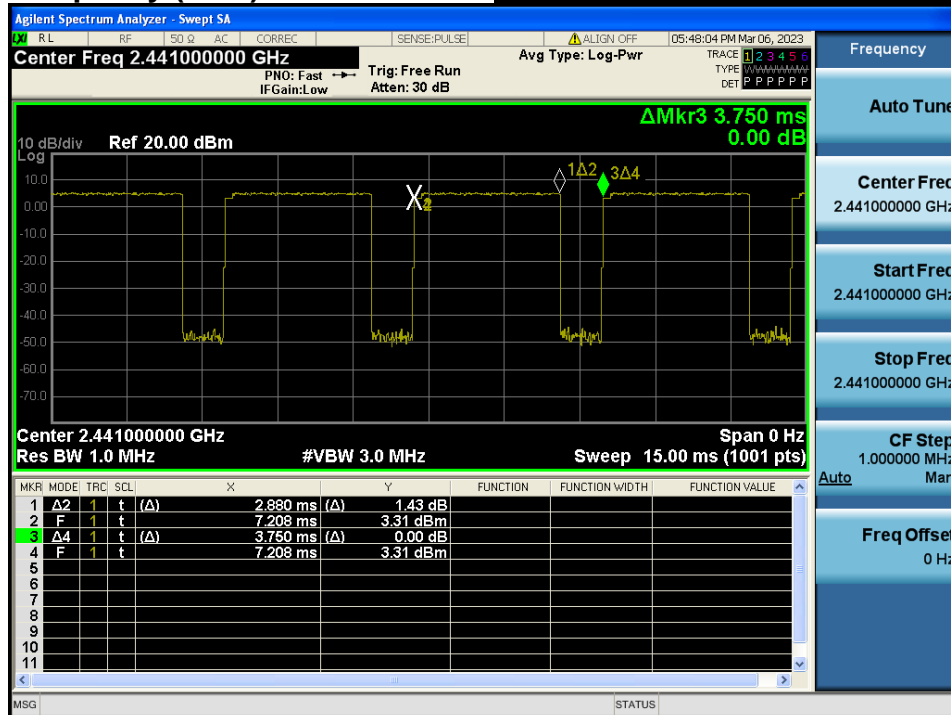 Agilent Spectrum Analyzer - Swept SA
LXI RL RF 50 Ω AC CORREC SENSE:PULSE ALIGN OFF 05:48:04 PM Mar 06, 2023
Center Freq 2.441000000 GHz
PNO: Fast
IFGain:Low
Trig: Free Run
Atten: 30 dB
Avg Type: Log-Pwr
TRACE 1 2 3 4 5 6
TYPE
DET P P P P P P
ΔMkr3 3.750 ms
0.00 dB
10 dB/div Ref 20.00 dBm
Log
10.0
0.00
-10.0
-20.0
-30.0
-40.0
-50.0
-60.0
-70.0
X2
1Δ2
3Δ4
Center 2.441000000 GHz Span 0 Hz
Res BW 1.0 MHz #VBW 3.0 MHz Sweep 15.00 ms (1001 pts)
MKR MODE TRC SCL X Y FUNCTION FUNCTION WIDTH FUNCTION VALUE
1 Δ2 1 t (Δ) 2.880 ms (Δ) 1.43 dB
2 F 1 t 7.208 ms 3.31 dBm
3 Δ4 1 t (Δ) 3.750 ms (Δ) 0.00 dB
4 F 1 t 7.208 ms 3.31 dBm
5
6
7
8
9
10
11
MSG STATUS
Frequency
Auto Tune
Center Freq
2.441000000 GHz
Start Freq
2.441000000 GHz
Stop Freq
2.441000000 GHz
CF Step
1.000000 MHz
Auto Man
Freq Offset
0 Hz